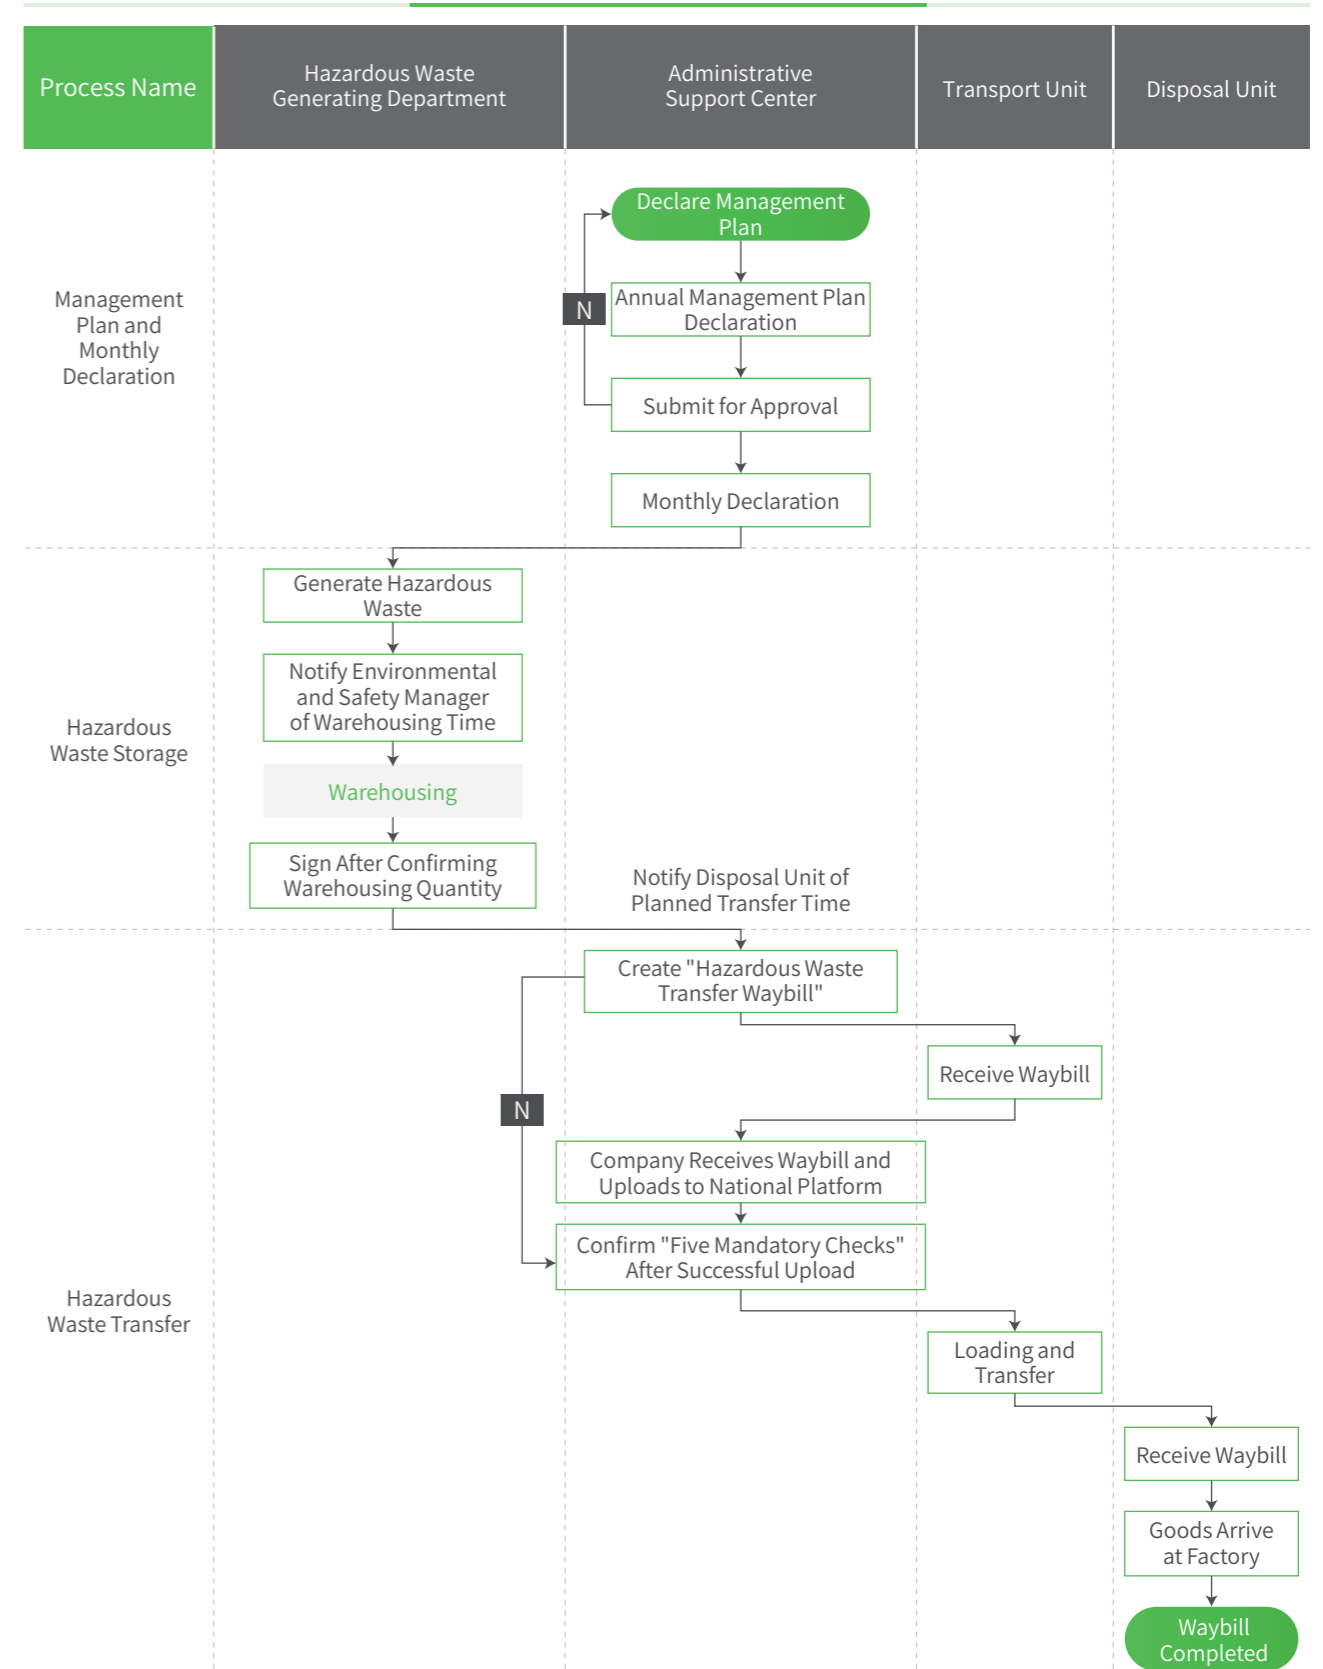 Process Name
Hazardous Waste
Generating Department
Administrative
Support Center
Transport Unit
Disposal Unit
Management
Plan and
Monthly
Declaration
Declare Management
Plan
N
Annual Management Plan
Declaration
Submit for Approval
Monthly Declaration
Hazardous
Waste Storage
Generate Hazardous
Waste
Notify Environmental
and Safety Manager
of Warehousing Time
Warehousing
Sign After Confirming
Warehousing Quantity
Notify Disposal Unit of
Planned Transfer Time
Hazardous
Waste Transfer
Create "Hazardous Waste
Transfer Waybill"
Receive Waybill
N
Company Receives Waybill and
Uploads to National Platform
Confirm "Five Mandatory Checks"
After Successful Upload
Loading and
Transfer
Receive Waybill
Goods Arrive
at Factory
Waybill
Completed